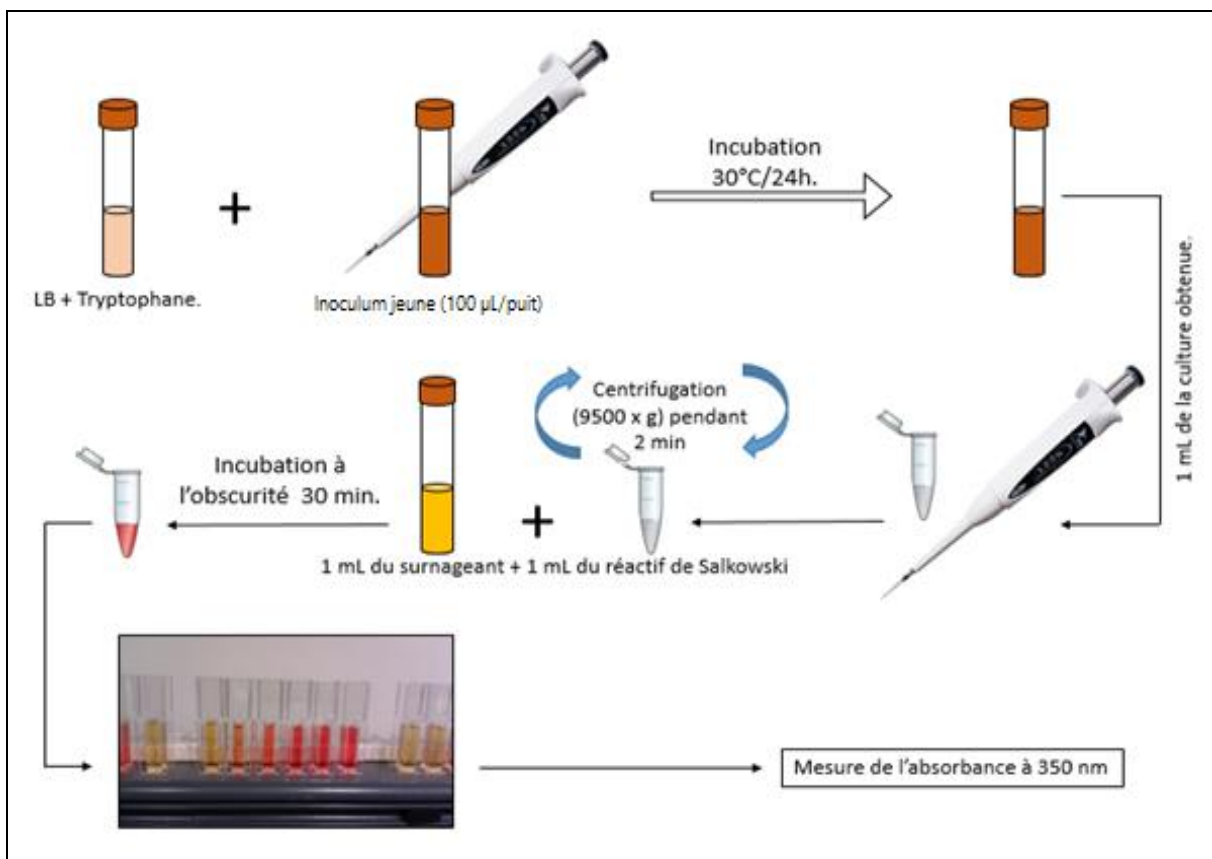 Incubation
30°C/24h.
LB + Tryptophane.
Inoculum jeune (100 µL/puit)
1 mL de la culture obtenue.
Centrifugation
(9500 x g) pendant
2 min
Incubation à
l’obscurité 30 min.
1 mL du surnageant + 1 mL du réactif de Salkowski
Mesure de l’absorbance à 350 nm